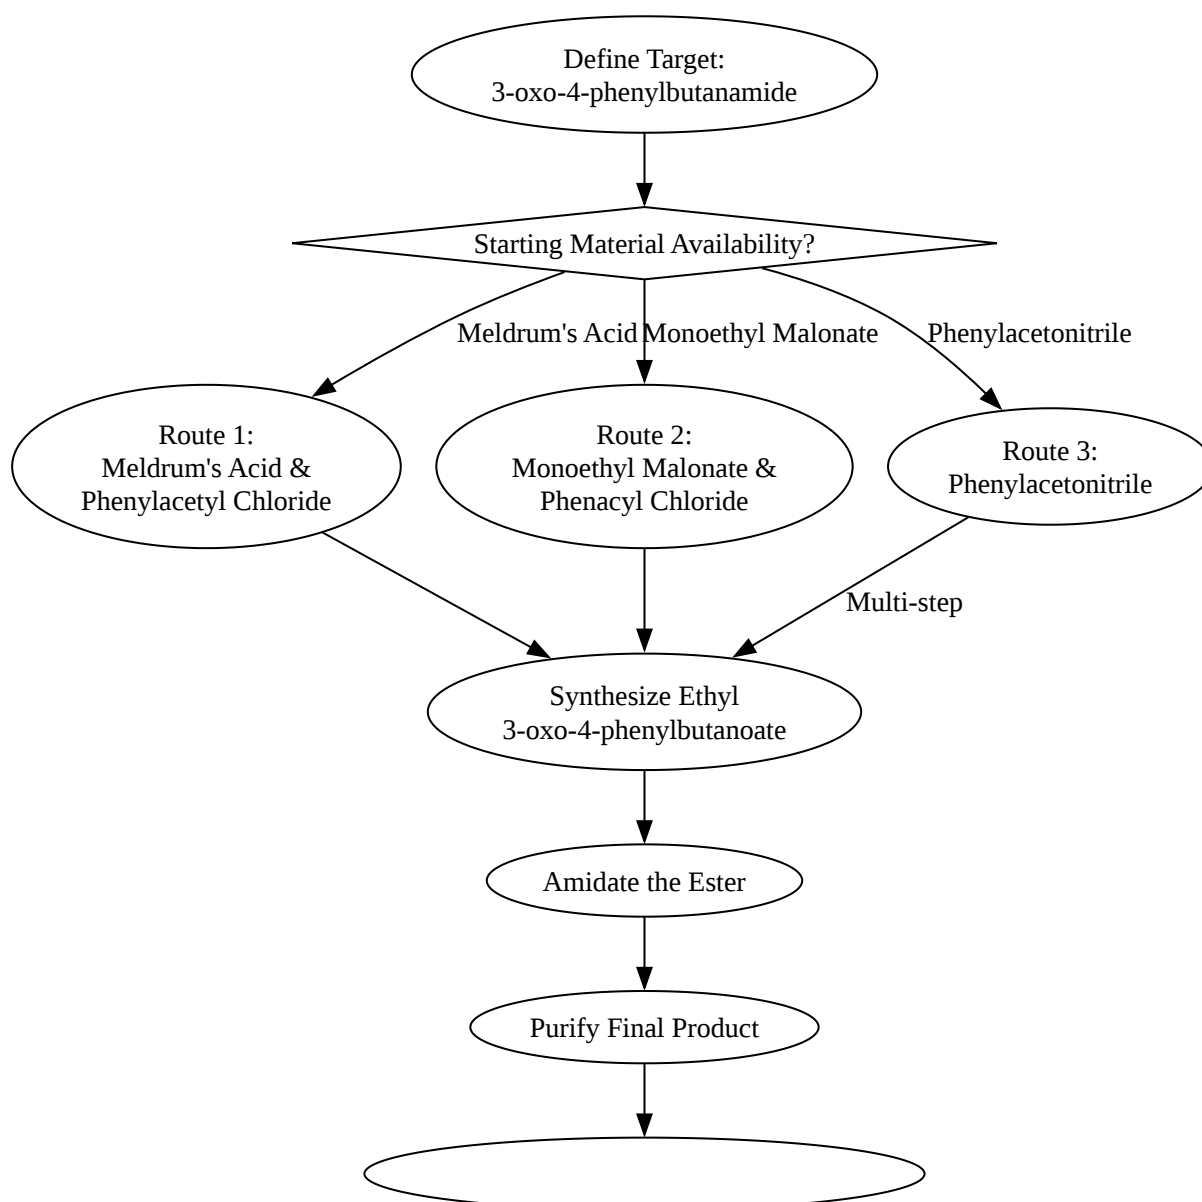 Define Target:
3-oxo-4-phenylbutanamide
Starting Material Availability?
Meldrum's Acid
Monoethyl Malonate
Phenylacetonitrile
Route 1:
Meldrum's Acid &
Phenylacetyl Chloride
Route 2:
Monoethyl Malonate &
Phenacyl Chloride
Route 3:
Phenylacetonitrile
Multi-step
Synthesize Ethyl
3-oxo-4-phenylbutanoate
Amidate the Ester
Purify Final Product